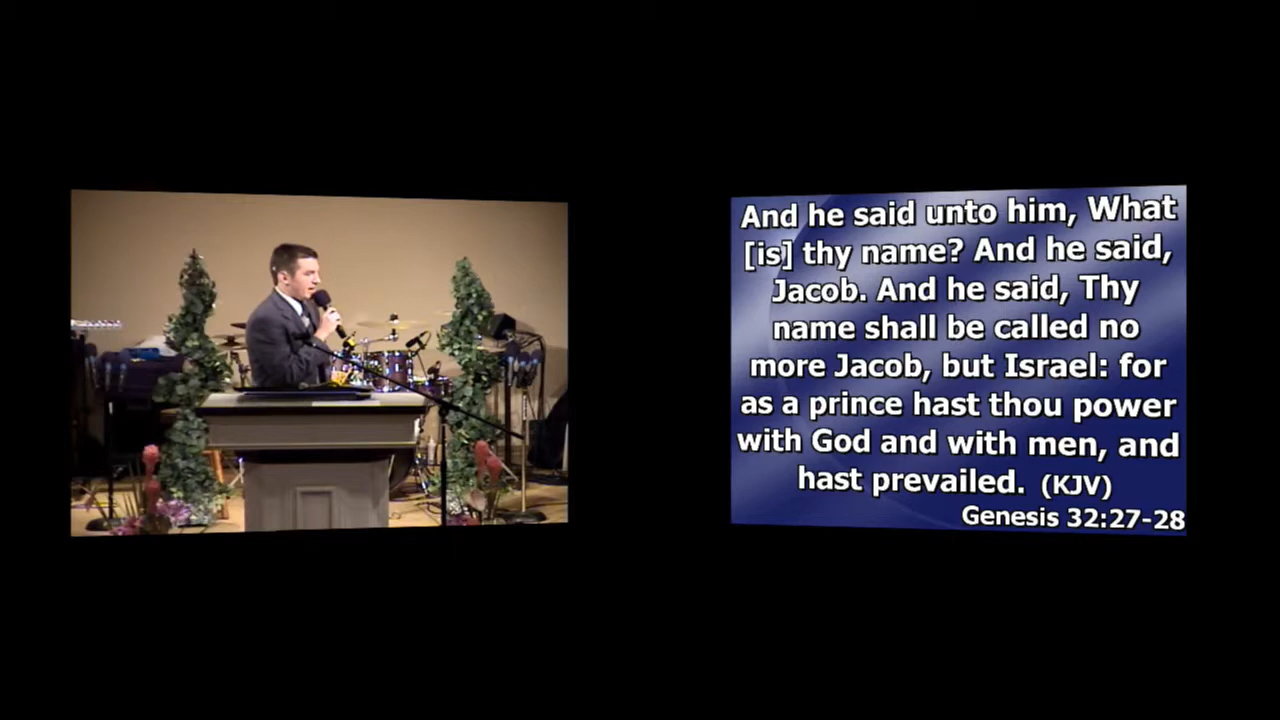 And he said unto him, What
[is] thy name? And he said,
Jacob. And he said, Thy
name shall be called no
more Jacob, but Israel: for
as a prince hast thou power
with God and with men, and
hast prevailed. (KJV)
Genesis 32:27-28